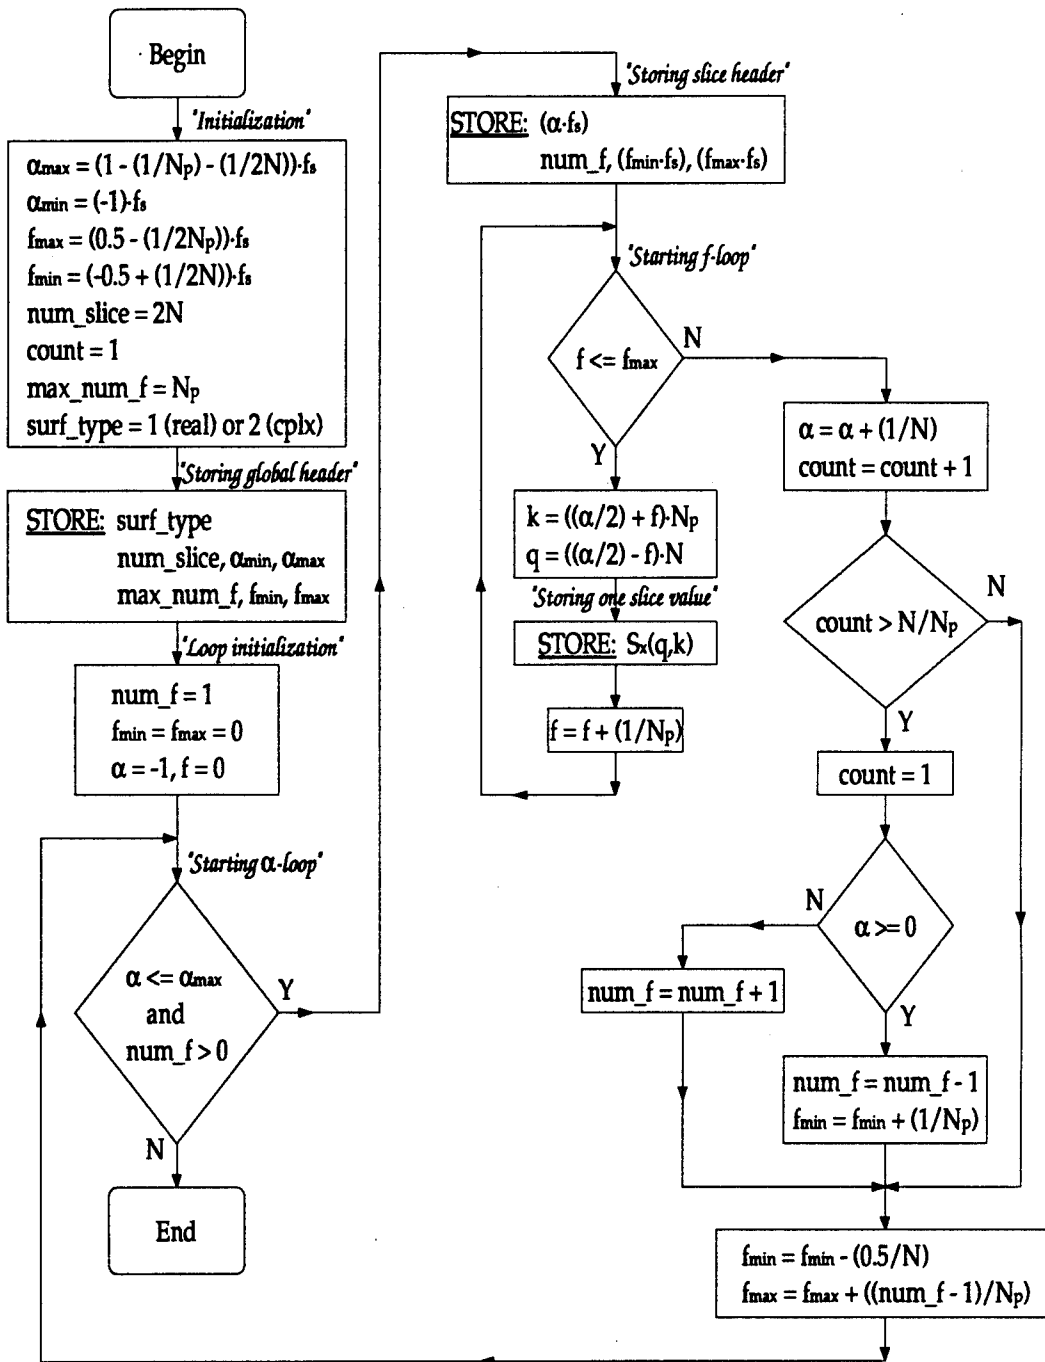 Begin
"Initialization"
αmax = (1 - (1/Np) - (1/2N))·fs
αmin = (-1)·fs
fmax = (0.5 - (1/2Np))·fs
fmin = (-0.5 + (1/2N))·fs
num_slice = 2N
count = 1
max_num_f = Np
surf_type = 1 (real) or 2 (cplx)
"Storing global header"
STORE: surf_type
num_slice, αmin, αmax
max_num_f, fmin, fmax
"Loop initialization"
num_f = 1
fmin = fmax = 0
α = -1, f = 0
"Starting α-loop"
α <= αmax
and
num_f > 0
Y
N
End
"Storing slice header"
STORE: (α·fs)
num_f, (fmin·fs), (fmax·fs)
"Starting f-loop"
f <= fmax
N
Y
k = ((α/2) + f)·Np
q = ((α/2) - f)·N
"Storing one slice value"
STORE: Sx(q,k)
f = f + (1/Np)
α = α + (1/N)
count = count + 1
count > N/Np
N
Y
count = 1
α >= 0
N
Y
num_f = num_f + 1
num_f = num_f - 1
fmin = fmin + (1/Np)
fmin = fmin - (0.5/N)
fmax = fmax + ((num_f - 1)/Np)